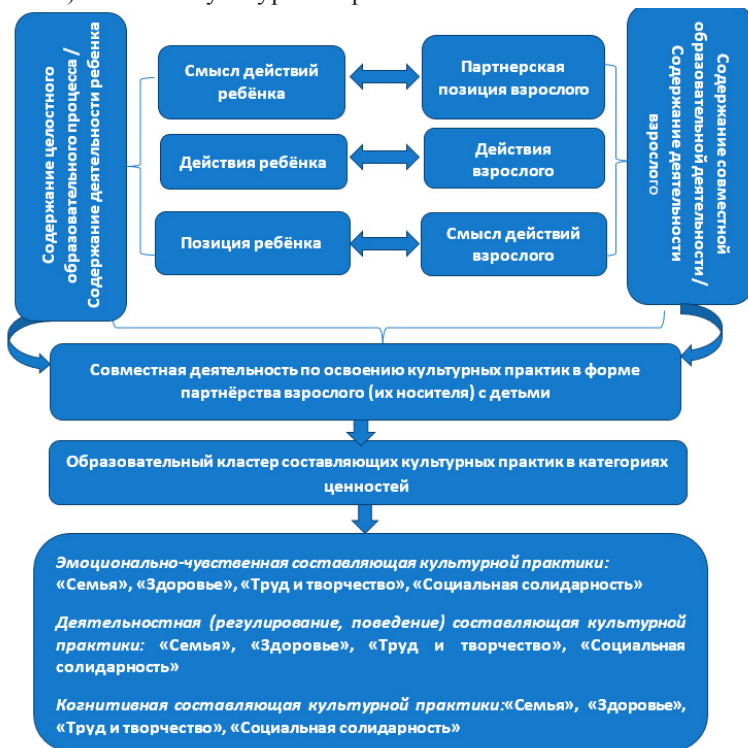 Содержание целостного
образовательного процесса /
Содержание деятельности ребенка
Смысл действий
ребёнка
Партнерская
позиция взрослого
Действия ребёнка
Действия
взрослого
Позиция ребёнка
Смысл действий
взрослого
Содержание совместной
образовательной деятельности /
Содержание деятельности
взрослого
Совместная деятельность по освоению культурных практик в форме
партнёрства взрослого (их носителя) с детьми
Образовательный кластер составляющих культурных практик в категориях
ценностей
Эмоционально-чувственная составляющая культурной практики:
«Семья», «Здоровье», «Труд и творчество», «Социальная солидарность»
Деятельностная (регулирование, поведение) составляющая культурной
практики: «Семья», «Здоровье», «Труд и творчество», «Социальная
солидарность»
Когнитивная составляющая культурной практики:«Семья», «Здоровье»,
«Труд и творчество», «Социальная солидарность»